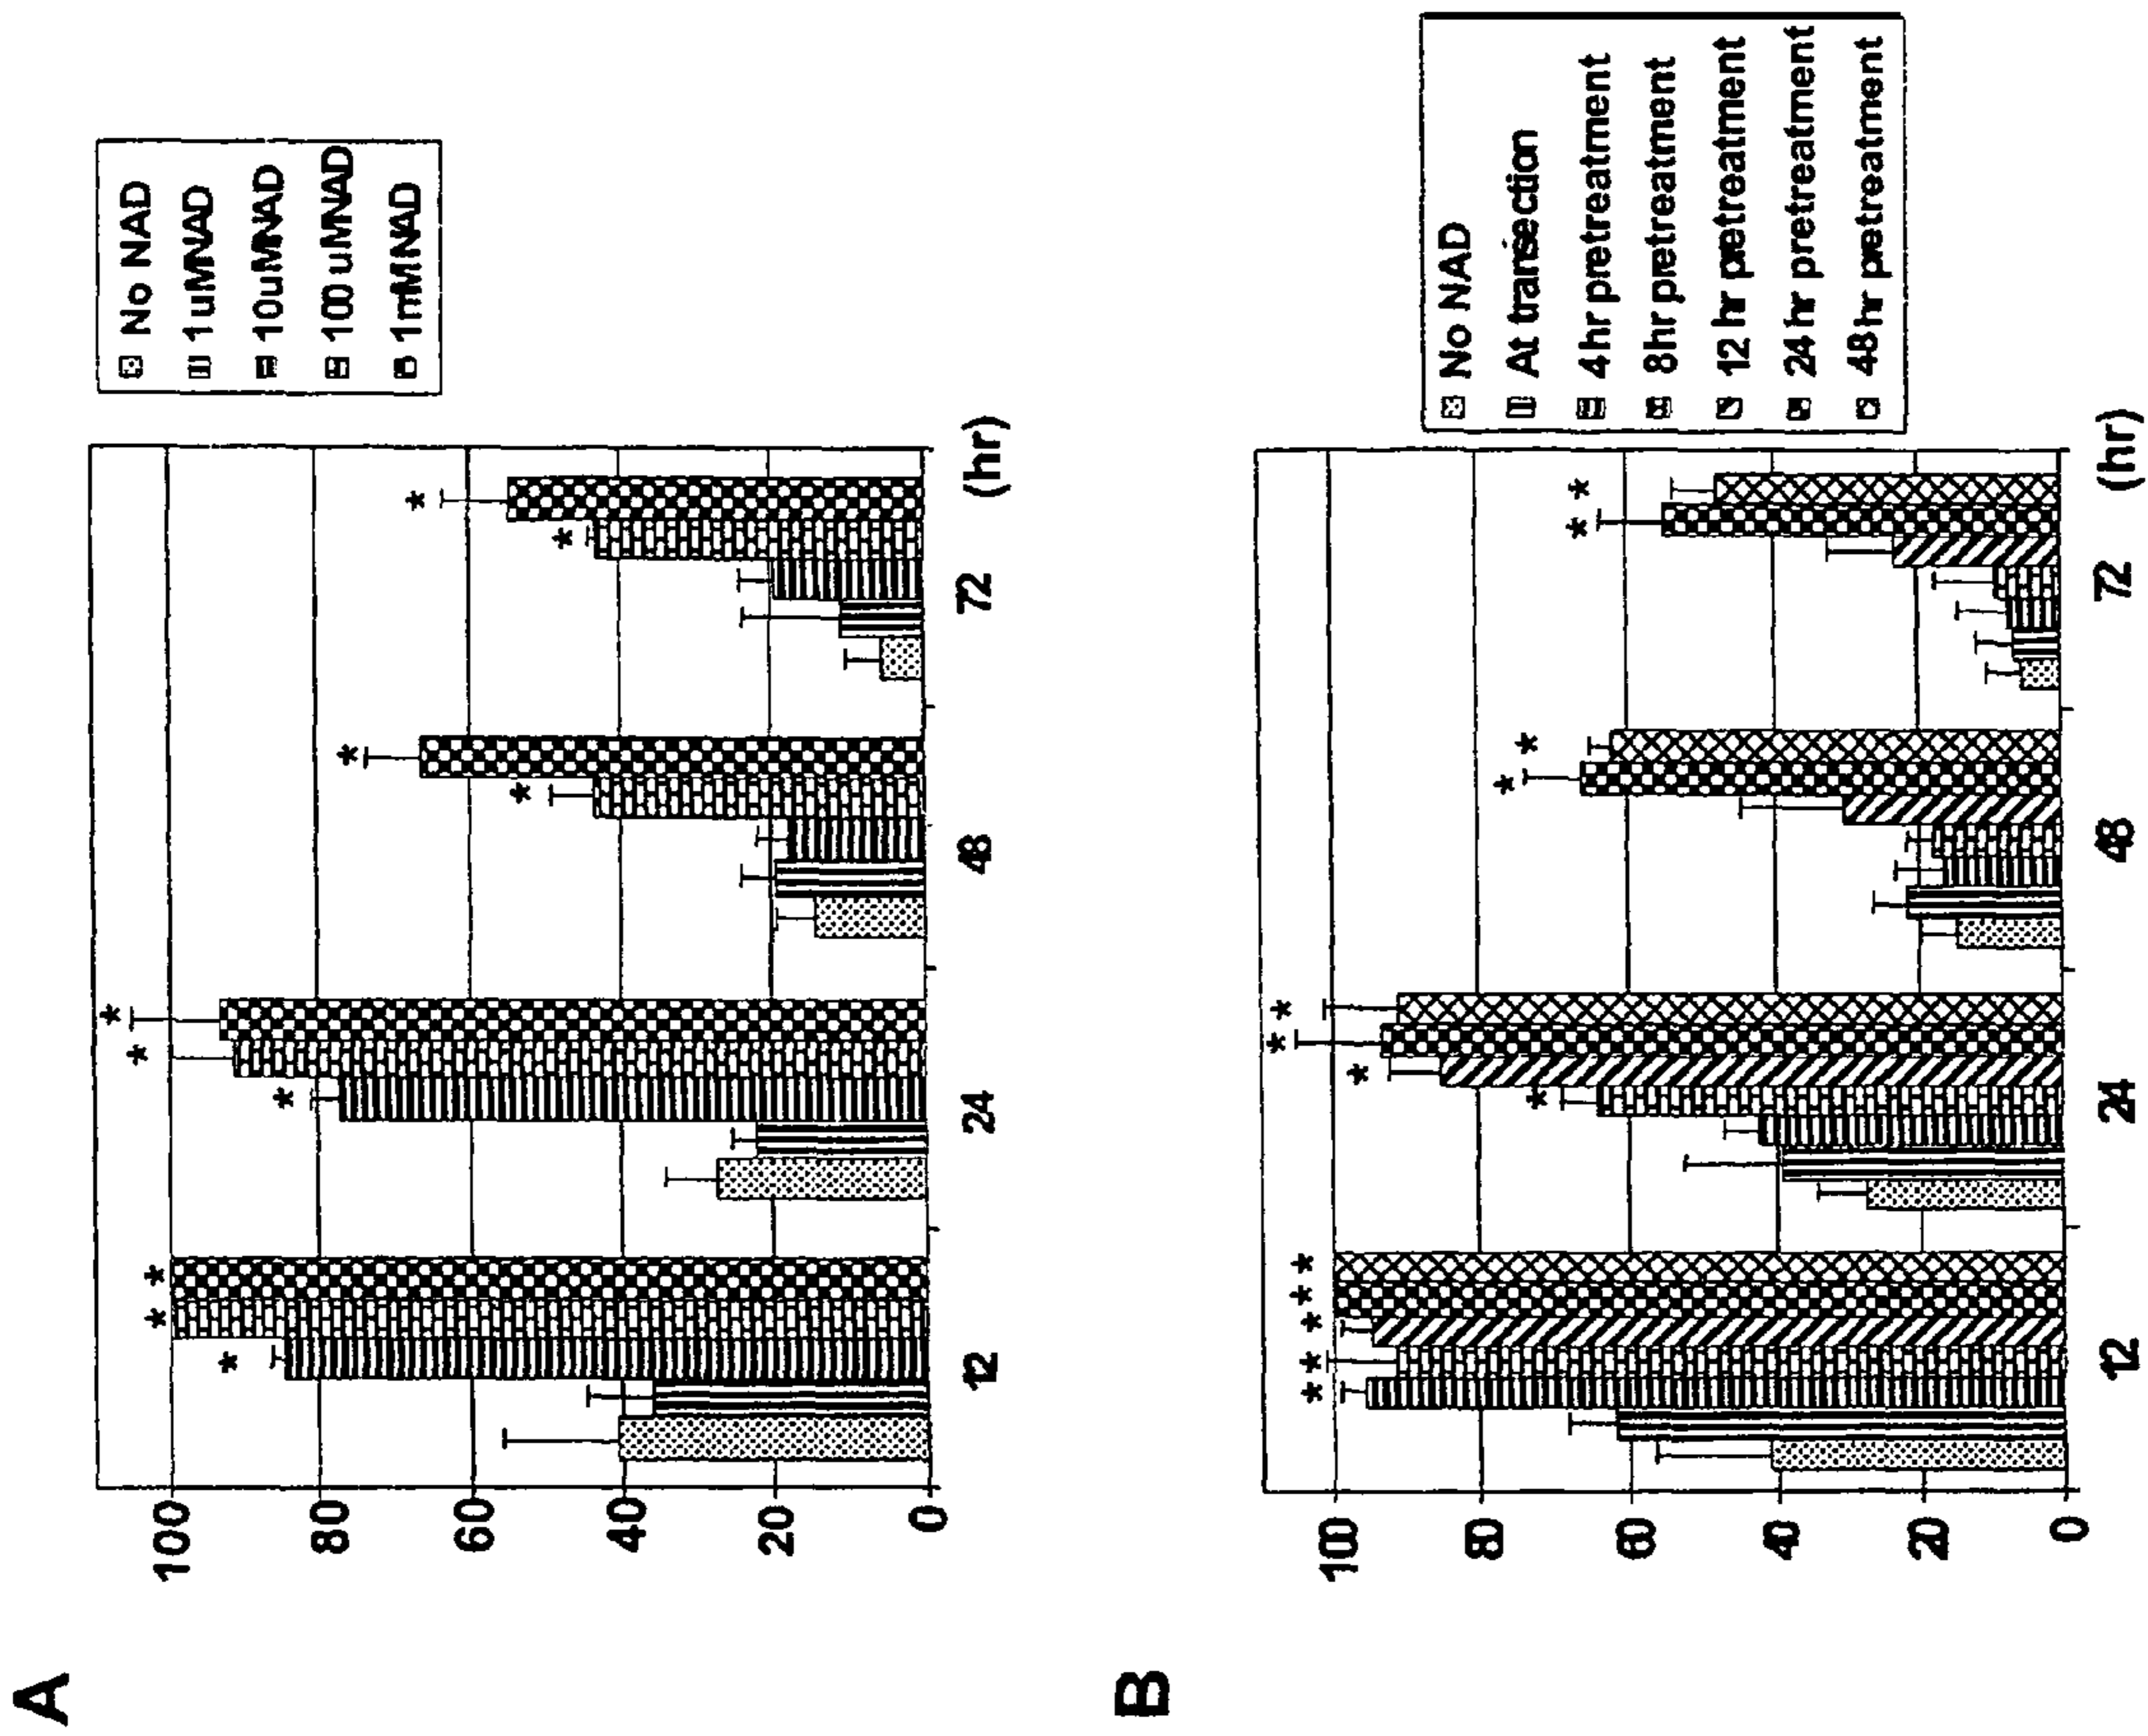 A
100
80
60
40
20
0
12
24
48
72
(hr)
No NAD
1uMNAD
10uMNAD
100 uMNAD
1mMNAD
* * *
* * *
* *
* *
B
100
80
60
40
20
0
12
24
48
72
(hr)
No NAD
At transection
4hr pretreatment
8hr pretreatment
12 hr pretreatment
24 hr pretreatment
48hr pretreatment
* * * * *
* * * *
* *
* *